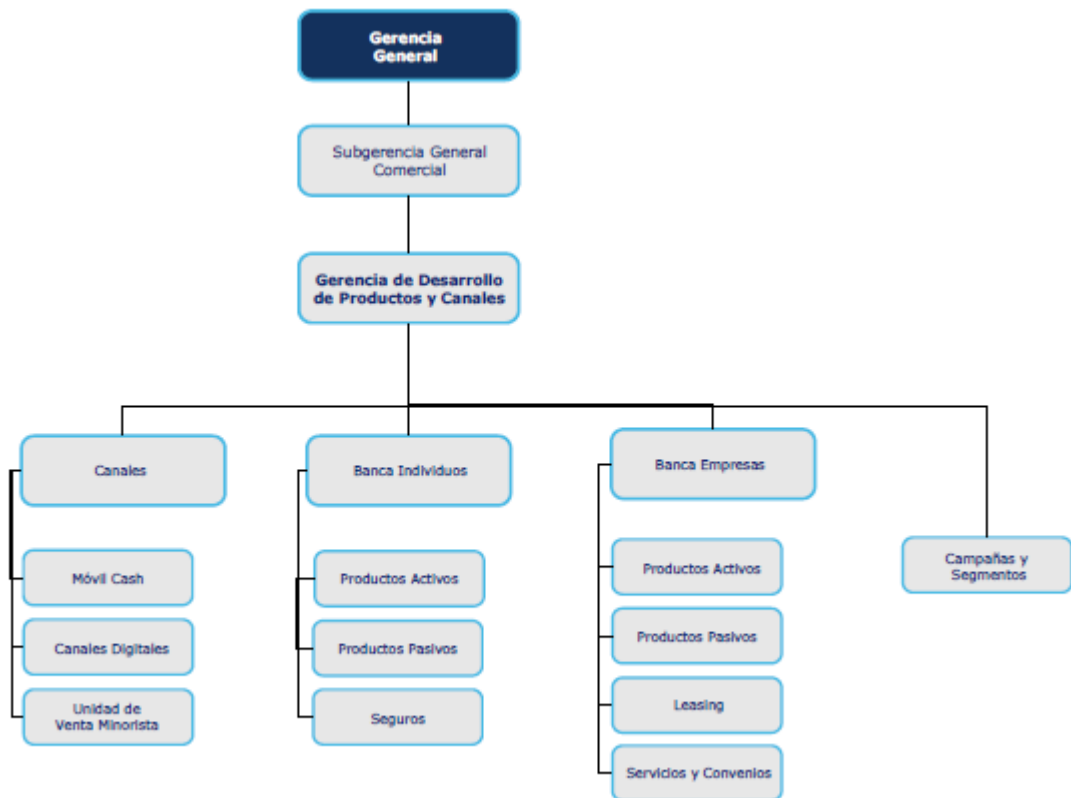 Gerencia
General
Subgerencia General
Comercial
Gerencia de Desarrollo
de Productos y Canales
Canales
Móvil Cash
Canales Digitales
Unidad de
Venta Minorista
Banca Individuos
Productos Activos
Productos Pasivos
Seguros
Banca Empresas
Productos Activos
Productos Pasivos
Leasing
Servicios y Convenios
Campañas y
Segmentos